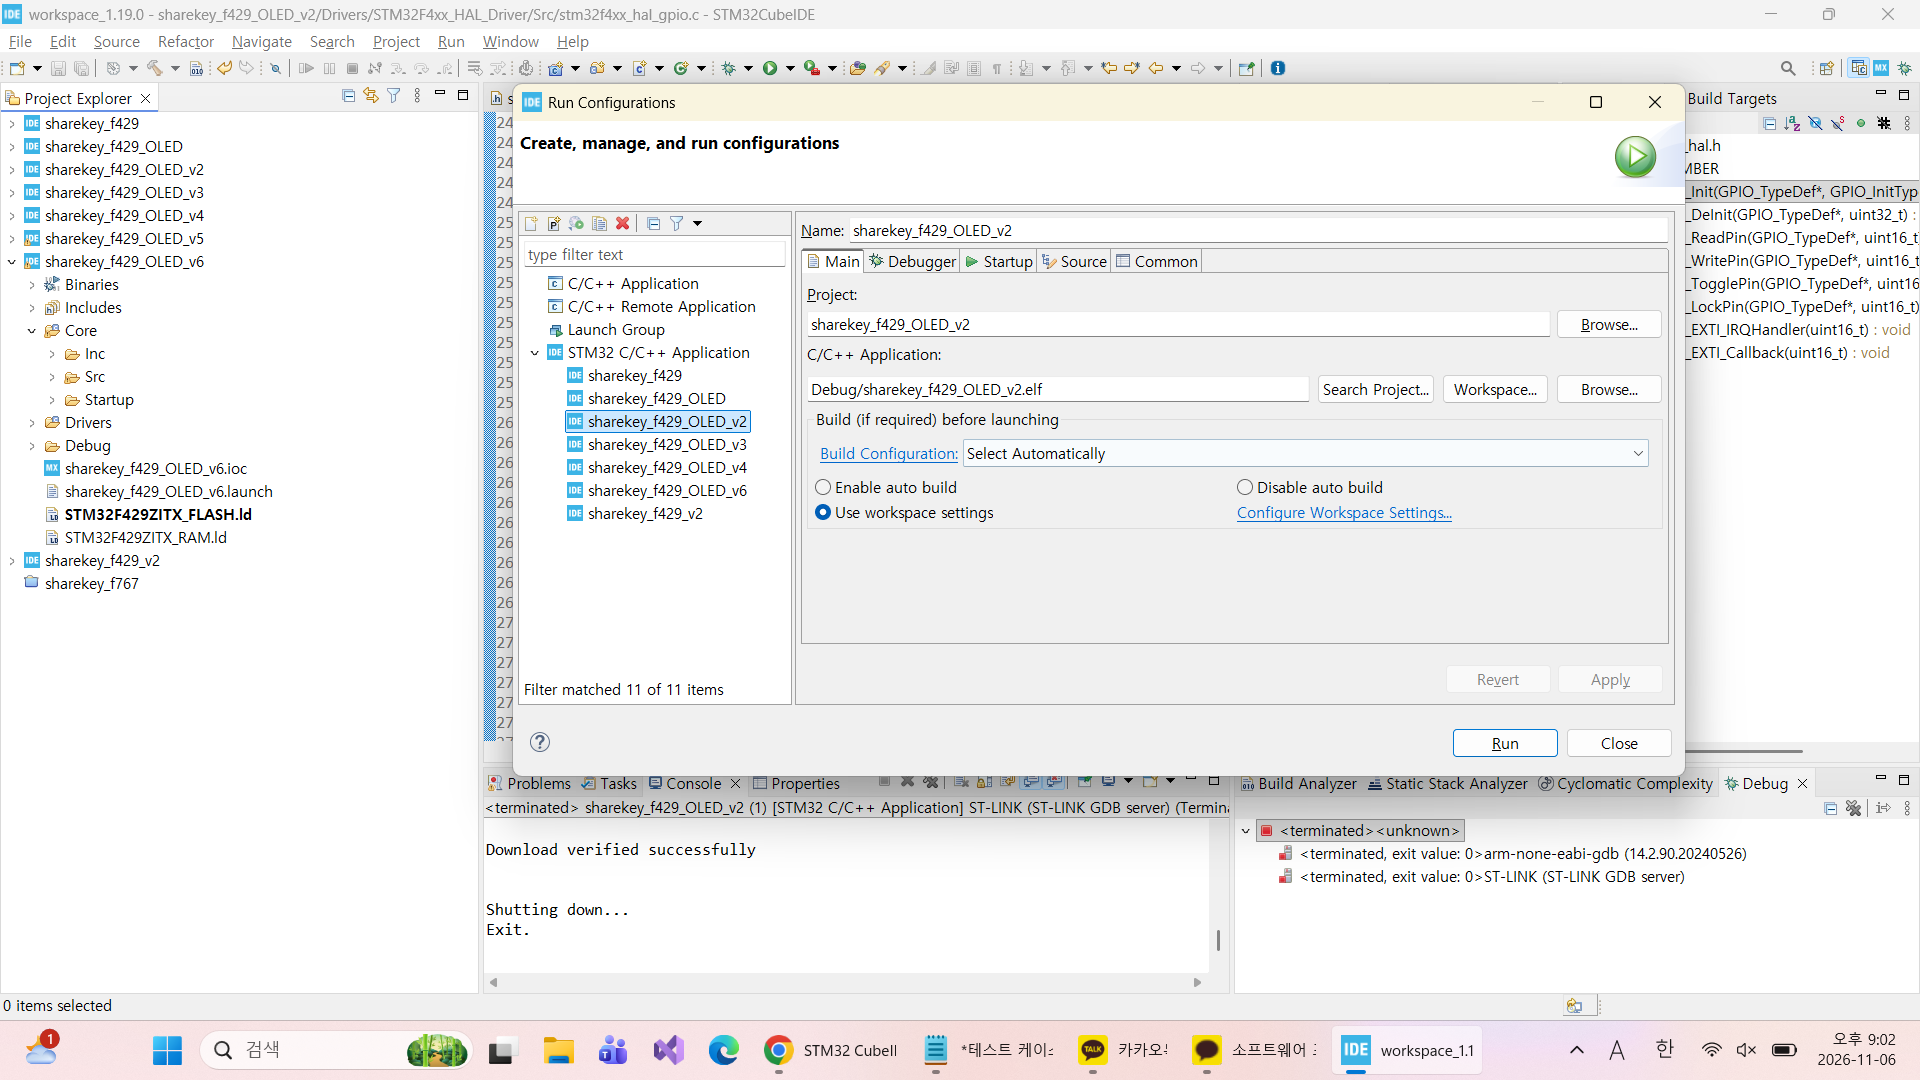 workspace_1.19.0 - sharekey_f429_OLED_v2/Drivers/STM32F4xx_HAL_Driver/Src/stm32f4xx_hal_gpio.c - STM32CubeIDE
File Edit Source Refactor Navigate Search Project Run Window Help
Project Explorer
sharekey_f429
sharekey_f429_OLED
sharekey_f429_OLED_v2
sharekey_f429_OLED_v3
sharekey_f429_OLED_v4
sharekey_f429_OLED_v5
sharekey_f429_OLED_v6
Binaries
Includes
Core
Inc
Src
Startup
Drivers
Debug
sharekey_f429_OLED_v6.ioc
sharekey_f429_OLED_v6.launch
STM32F429ZITX_FLASH.ld
STM32F429ZITX_RAM.ld
sharekey_f429_v2
sharekey_f767
Run Configurations
Create, manage, and run configurations
type filter text
C/C++ Application
C/C++ Remote Application
Launch Group
STM32 C/C++ Application
sharekey_f429
sharekey_f429_OLED
sharekey_f429_OLED_v2
sharekey_f429_OLED_v3
sharekey_f429_OLED_v4
sharekey_f429_OLED_v6
sharekey_f429_v2
Filter matched 11 of 11 items
Name: sharekey_f429_OLED_v2
Main Debugger Startup Source Common
Project:
sharekey_f429_OLED_v2 Browse...
C/C++ Application:
Debug/sharekey_f429_OLED_v2.elf Search Project... Workspace... Browse...
Build (if required) before launching
Build Configuration: Select Automatically
Enable auto build Disable auto build
Use workspace settings Configure Workspace Settings...
Revert Apply
Run Close
Build Targets
_hal.h
MBER
_Init(GPIO_TypeDef*, GPIO_InitTyp
_DeInit(GPIO_TypeDef*, uint32_t) :
_ReadPin(GPIO_TypeDef*, uint16_t
_WritePin(GPIO_TypeDef*, uint16_t
_TogglePin(GPIO_TypeDef*, uint16
_LockPin(GPIO_TypeDef*, uint16_t)
_EXTI_IRQHandler(uint16_t) : void
_EXTI_Callback(uint16_t) : void
Problems Tasks Console Properties
<terminated> sharekey_f429_OLED_v2 (1) [STM32 C/C++ Application] ST-LINK (ST-LINK GDB server) (Termina
Download verified successfully
Shutting down...
Exit.
Build Analyzer Static Stack Analyzer Cyclomatic Complexity Debug
<terminated><unknown>
<terminated, exit value: 0>arm-none-eabi-gdb (14.2.90.20240526)
<terminated, exit value: 0>ST-LINK (ST-LINK GDB server)
0 items selected
1
검색
STM32 CubeII
*테스트 케이스
카카오톡
소프트웨어
workspace_1.1
A 한
오후 9:02
2026-11-06